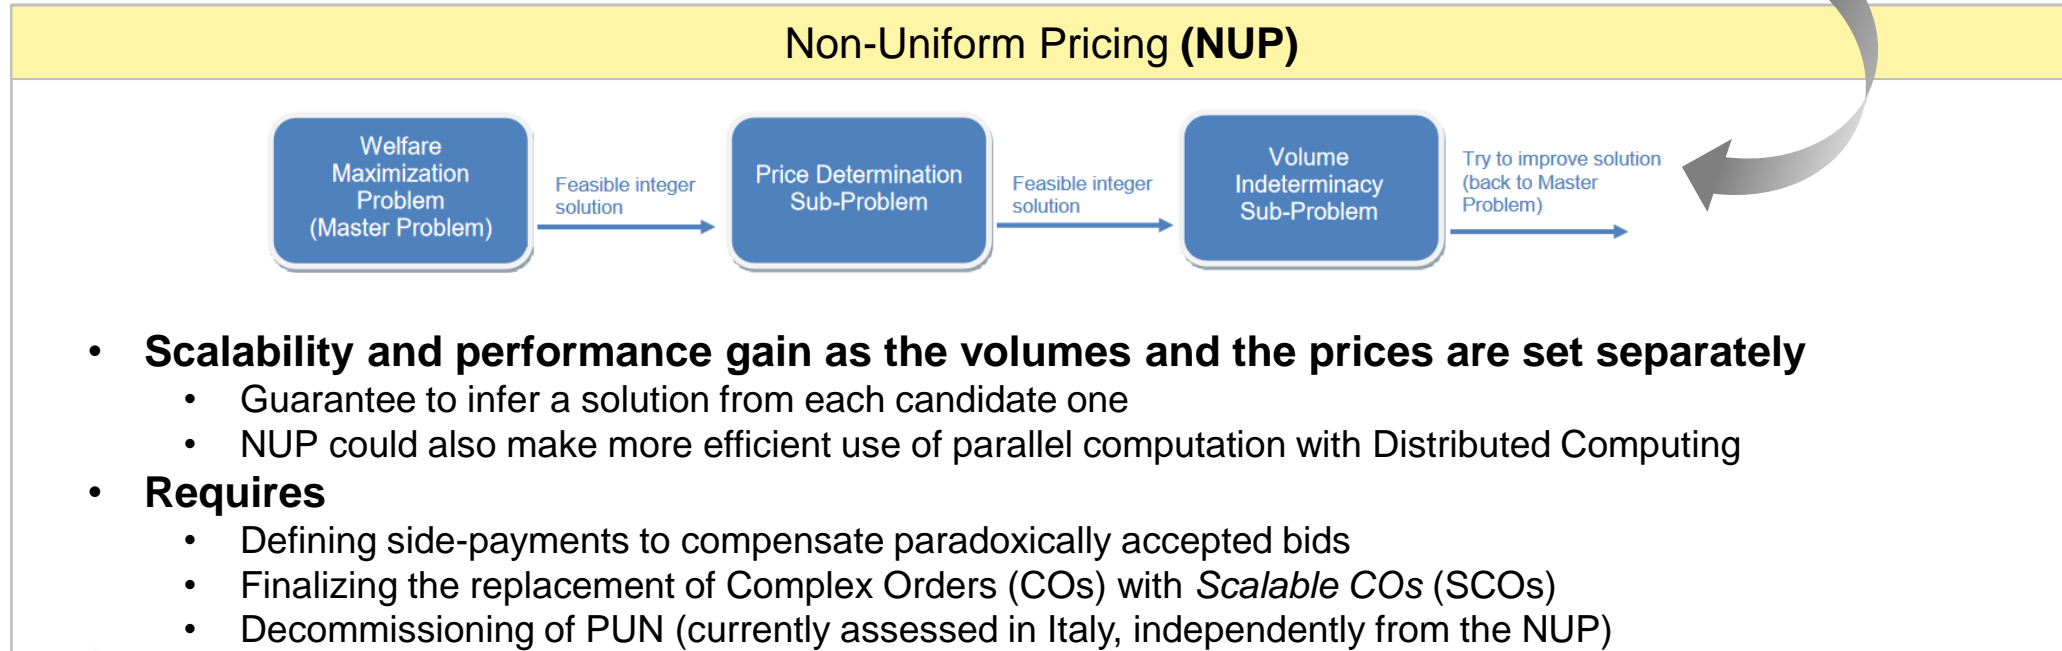 Non-Uniform Pricing (NUP)
Welfare
Maximization
Problem
(Master Problem)
Feasible integer
solution
Price Determination
Sub-Problem
Feasible integer
solution
Volume
Indeterminacy
Sub-Problem
Try to improve solution
(back to Master
Problem)
• Scalability and performance gain as the volumes and the prices are set separately
• Guarantee to infer a solution from each candidate one
• NUP could also make more efficient use of parallel computation with Distributed Computing
• Requires
• Defining side-payments to compensate paradoxically accepted bids
• Finalizing the replacement of Complex Orders (COs) with Scalable COs (SCOs)
• Decommissioning of PUN (currently assessed in Italy, independently from the NUP)